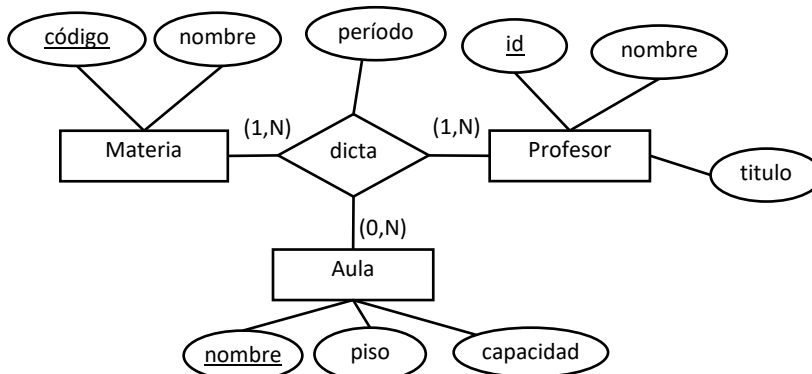 código
nombre
período
id
nombre
(1,N)
(1,N)
Materia
dicta
Profesor
titulo
(0,N)
Aula
nombre
piso
capacidad